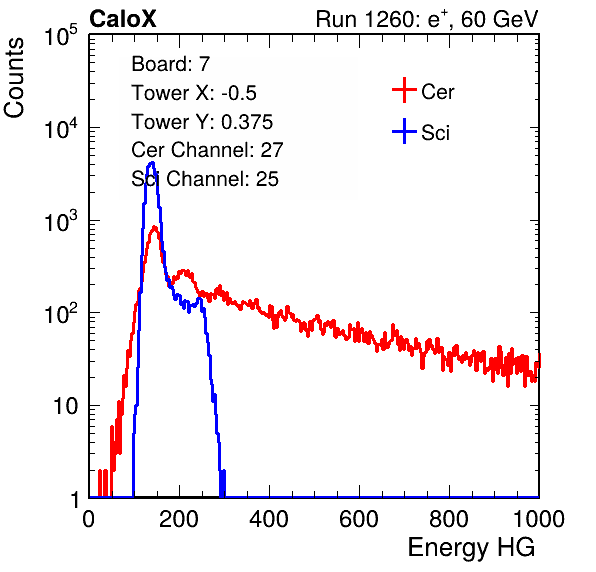 CaloX Run 1260: e⁺, 60 GeV
Counts
Board: 7
Tower X: -0.5
Tower Y: 0.375
Cer Channel: 27
Sci Channel: 25
Cer
Sci
10⁵
10⁴
10³
10²
10
1
0 200 400 600 800 1000
Energy HG